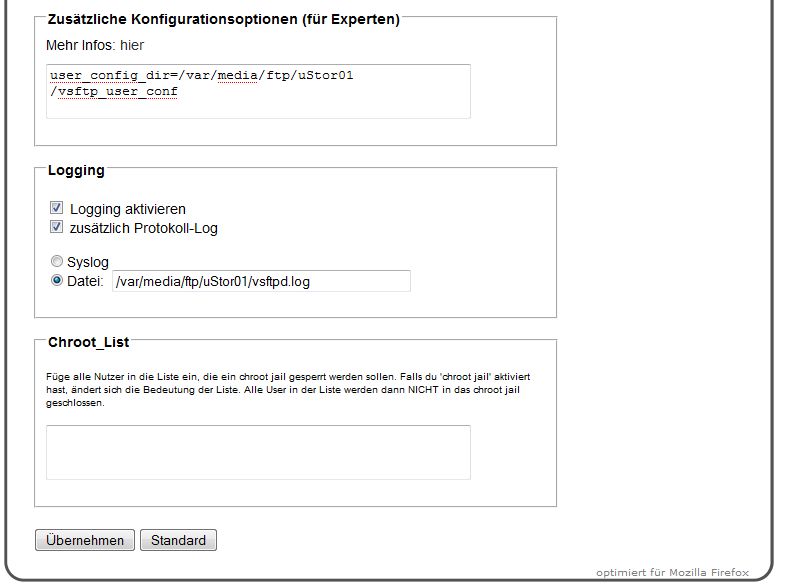 Zusätzliche Konfigurationsoptionen (für Experten)
Mehr Infos: hier
user_config_dir=/var/media/ftp/uStor01
/vsftp_user_conf
Logging
Logging aktivieren
zusätzlich Protokoll-Log
Syslog
Datei: /var/media/ftp/uStor01/vsftpd.log
Chroot_List
Füge alle Nutzer in die Liste ein, die ein chroot jail gesperrt werden sollen. Falls du 'chroot jail' aktiviert
hast, ändert sich die Bedeutung der Liste. Alle User in der Liste werden dann NICHT in das chroot jail
geschlossen.
Übernehmen Standard
optimiert für Mozilla Firefox